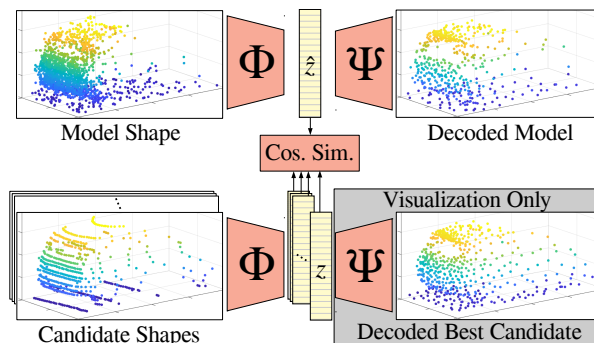 Φ ẑ Ψ
Model Shape Decoded Model
Cos. Sim.
Visualization Only
Φ z Ψ
Candidate Shapes Decoded Best Candidate